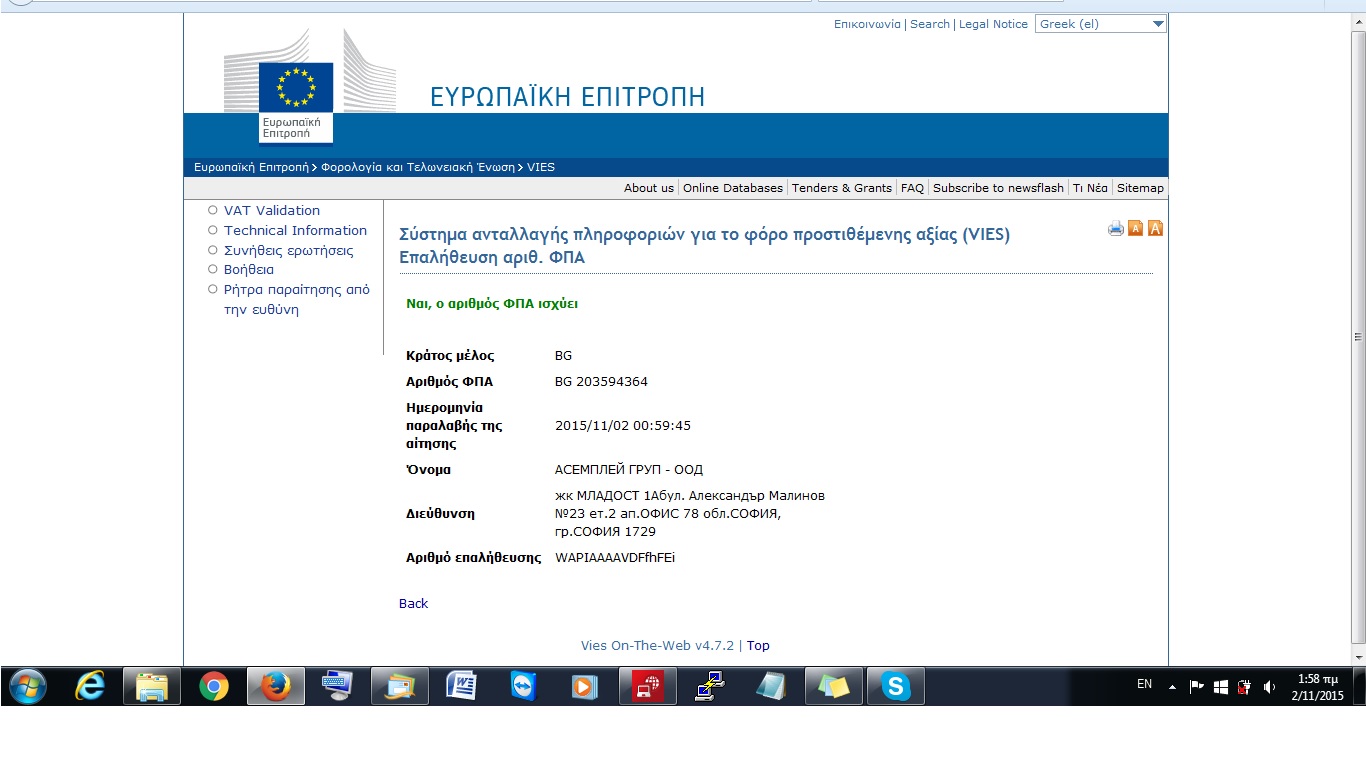 Επικοινωνία | Search | Legal Notice Greek (el)
ΕΥΡΩΠΑΪΚΗ ΕΠΙΤΡΟΠΗ
Ευρωπαϊκή
Επιτροπή
Ευρωπαϊκή Επιτροπή > Φορολογία και Τελωνειακή Ένωση > VIES
About us | Online Databases | Tenders & Grants | FAQ | Subscribe to newsflash | Τι Νέα | Sitemap
VAT Validation
Technical Information
Συνήθεις ερωτήσεις
Βοήθεια
Ρήτρα παραίτησης από
την ευθύνη
Σύστημα ανταλλαγής πληροφοριών για το φόρο προστιθέμενης αξίας (VIES)
Επαλήθευση αριθ. ΦΠΑ
A A
Ναι, ο αριθμός ΦΠΑ ισχύει
Κράτος μέλος BG
Αριθμός ΦΠΑ BG 203594364
Ημερομηνία
παραλαβής της
αίτησης
2015/11/02 00:59:45
Όνομα АСЕМПЛЕЙ ГРУП - ООД
Διεύθυνση
жк МЛАДОСТ 1Абул. Александър Малинов
№23 ет.2 ап.ОФИС 78 обл.СОФИЯ,
гр.СОФИЯ 1729
Αριθμό επαλήθευσης WAPIAAAAVDFfhFEi
Back
Vies On-The-Web v4.7.2 | Top
EN
1:58 πμ
2/11/2015